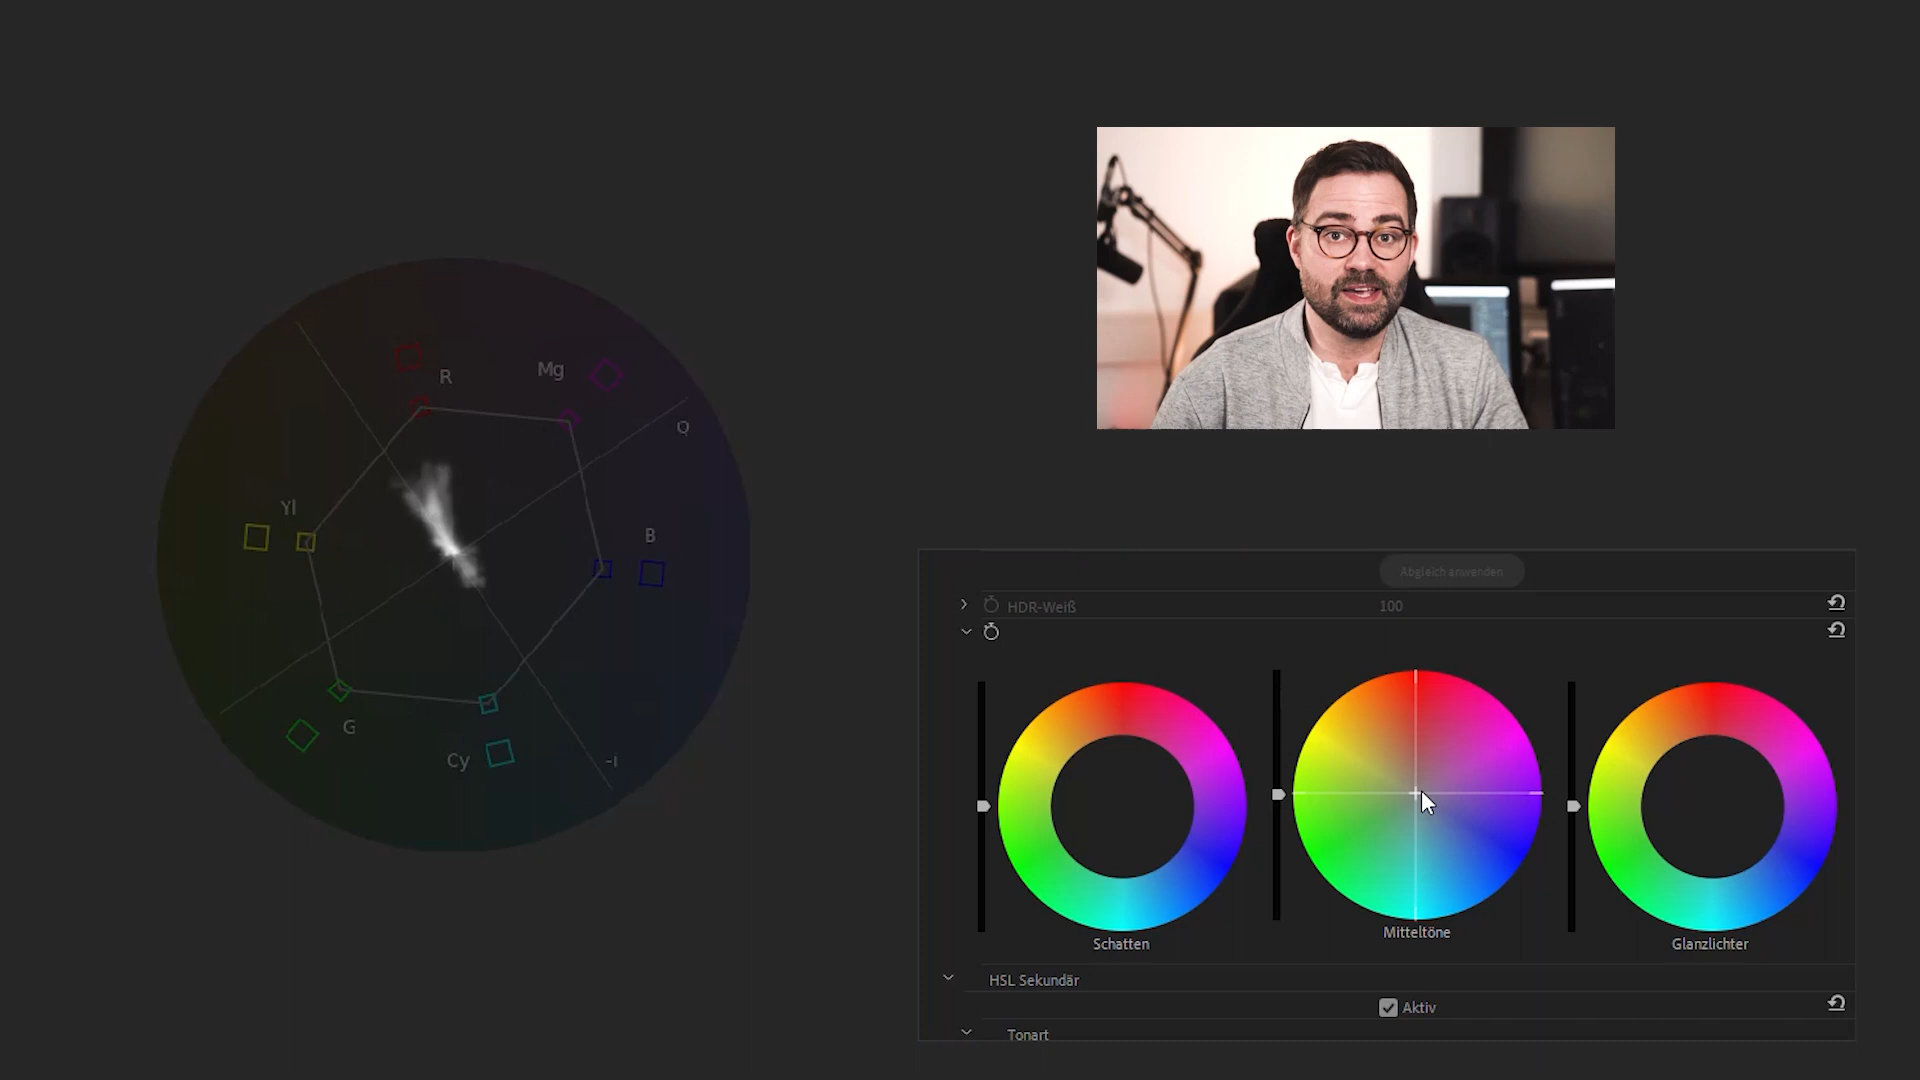 R
Mg
Q
Yl
B
G
Cy
-i
Abgleich anwenden
HDR-Weiß 100
Schatten
Mitteltöne
Glanzlichter
HSL Sekundär
Aktiv
Tonart